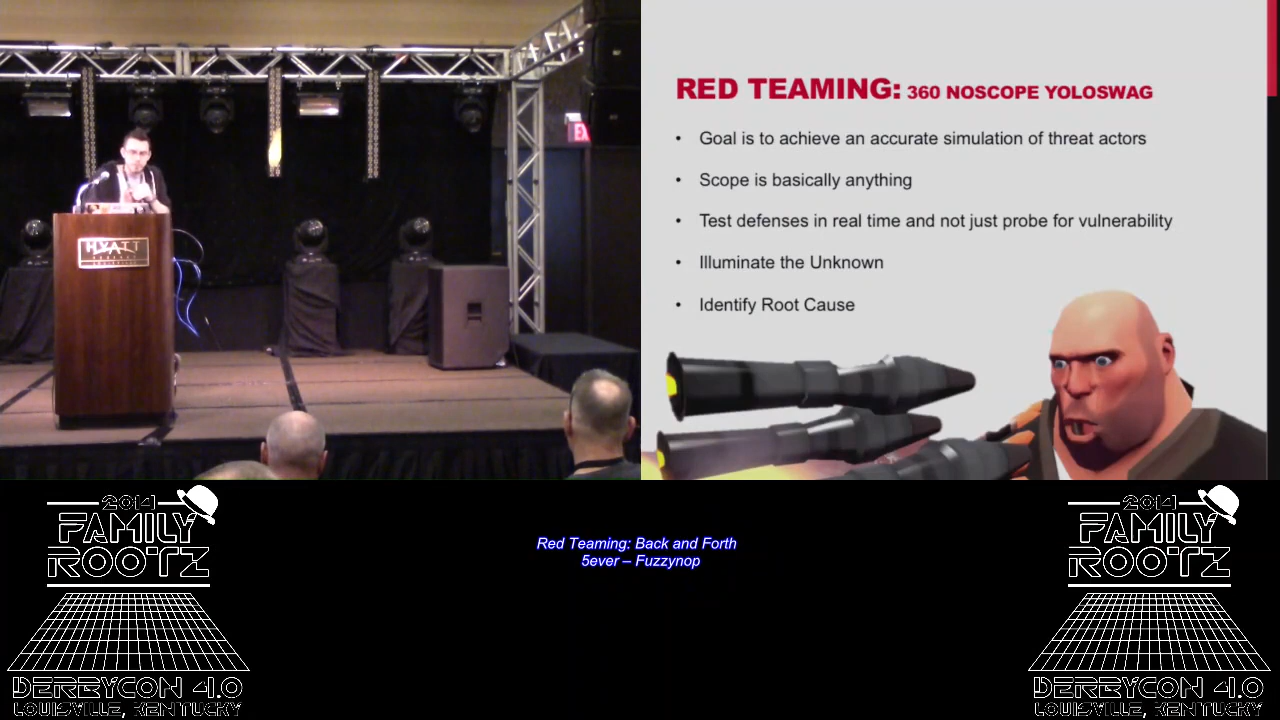 HYATT
RED TEAMING: 360 NOSCOPE YOLOSWAG
• Goal is to achieve an accurate simulation of threat actors
• Scope is basically anything
• Test defenses in real time and not just probe for vulnerability
• Illuminate the Unknown
• Identify Root Cause
2014
FAMILY
ROOTZ
DERBYCON 4.0
LOUISVILLE, KENTUCKY
Red Teaming: Back and Forth
5ever – Fuzzynop
2014
FAMILY
ROOTZ
DERBYCON 4.0
LOUISVILLE, KENTUCKY